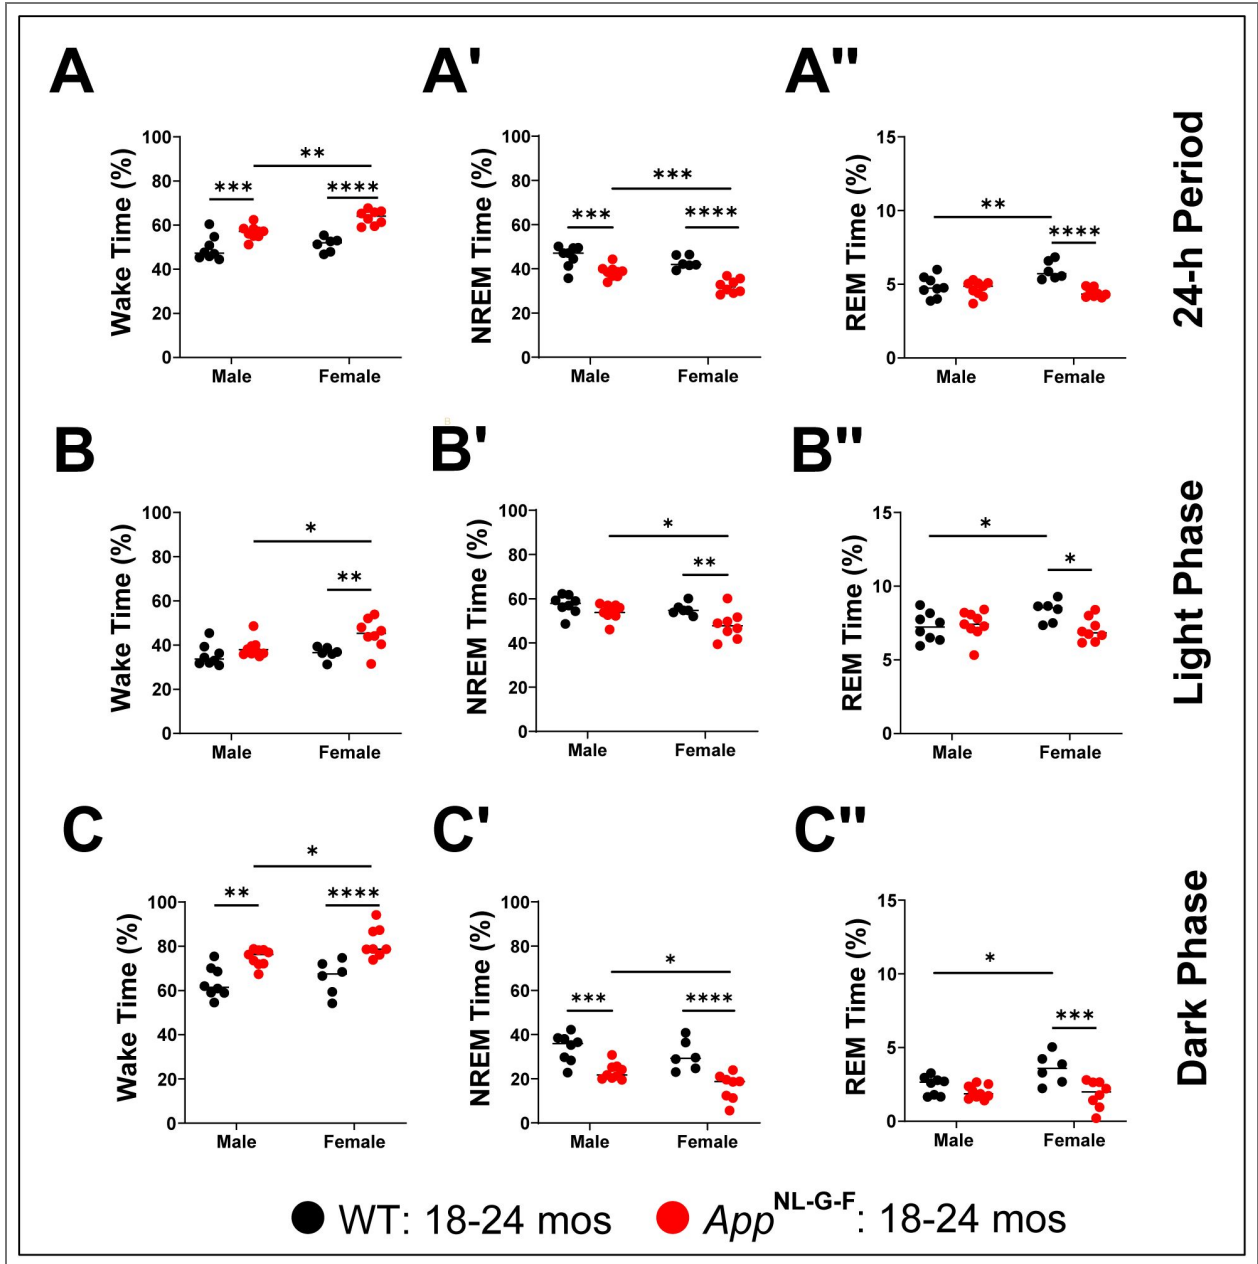 A
A'
A''
24-h Period
Wake Time (%)
100
80
60
40
20
0
**
***
****
Male
Female
NREM Time (%)
100
80
60
40
20
0
***
***
****
Male
Female
REM Time (%)
15
10
5
0
**
****
Male
Female
B
B'
B''
Light Phase
Wake Time (%)
100
80
60
40
20
0
*
**
Male
Female
NREM Time (%)
100
80
60
40
20
0
*
**
Male
Female
REM Time (%)
15
10
5
0
*
*
Male
Female
C
C'
C''
Dark Phase
Wake Time (%)
100
80
60
40
20
0
*
**
****
Male
Female
NREM Time (%)
100
80
60
40
20
0
*
***
****
Male
Female
REM Time (%)
15
10
5
0
*
***
Male
Female
WT: 18-24 mos
App NL-G-F: 18-24 mos